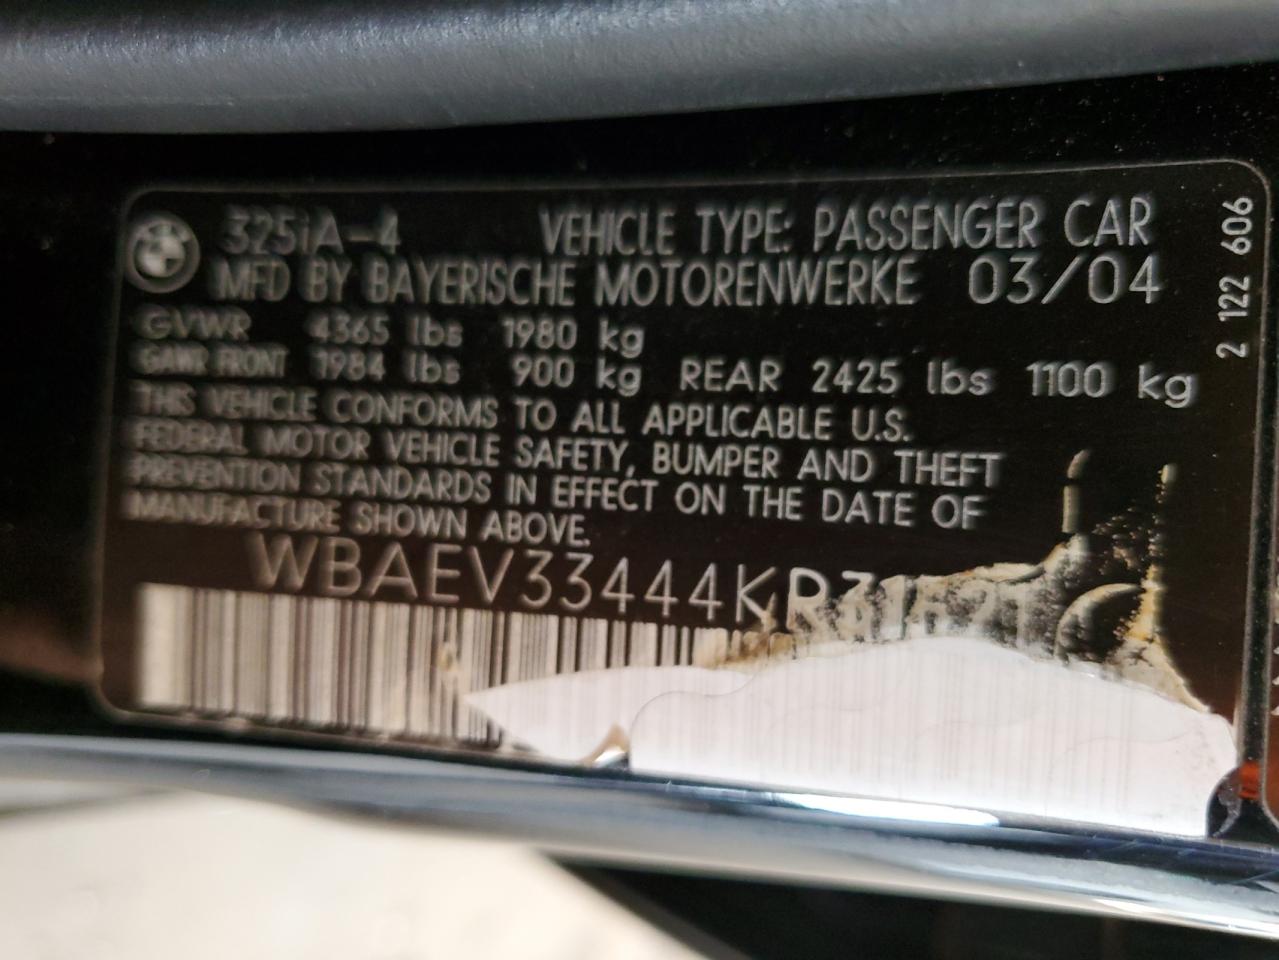 325iA-4 VEHICLE TYPE: PASSENGER CAR
MFD BY BAYERISCHE MOTORENWERKE 03/04
GVWR 4365 lbs 1980 kg
GAWR FRONT 1984 lbs 900 kg REAR 2425 lbs 1100 kg
THIS VEHICLE CONFORMS TO ALL APPLICABLE U.S.
FEDERAL MOTOR VEHICLE SAFETY, BUMPER AND THEFT
PREVENTION STANDARDS IN EFFECT ON THE DATE OF
MANUFACTURE SHOWN ABOVE.
2 122 606